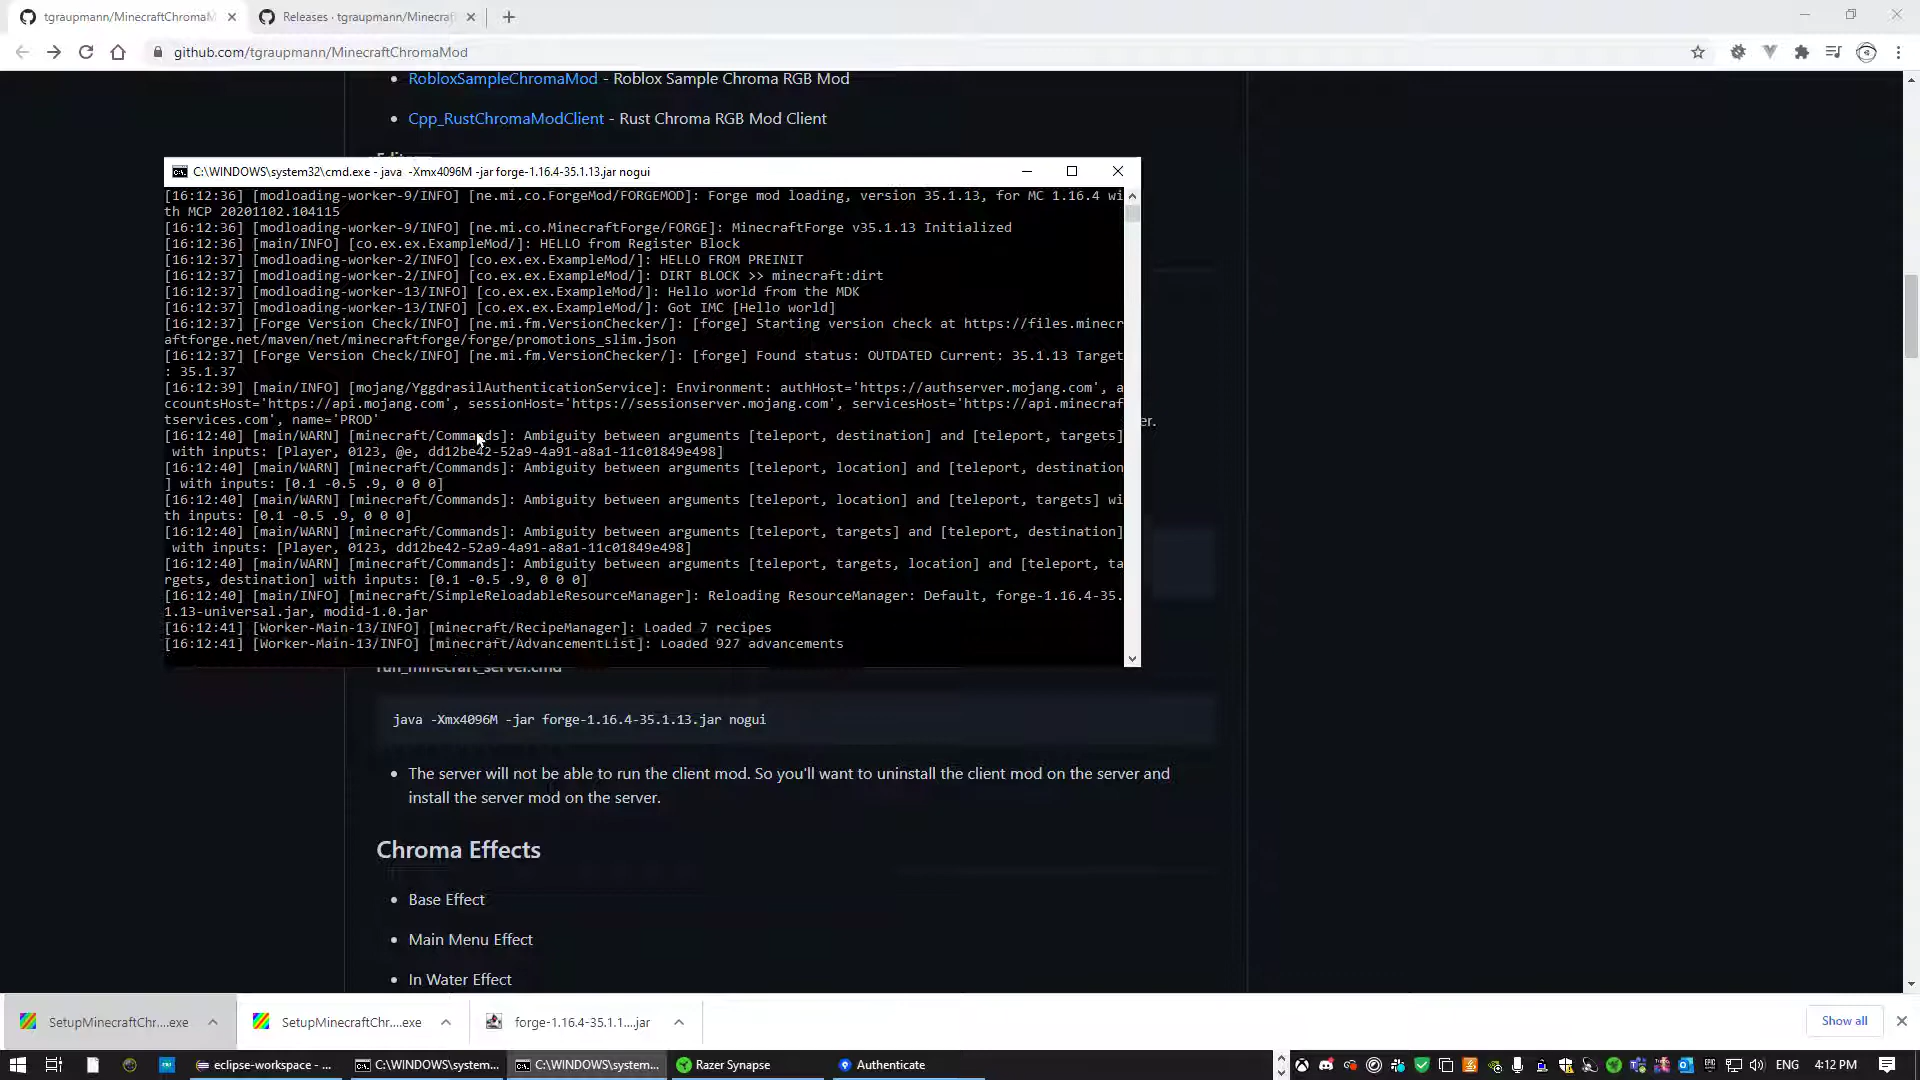 tgraupmann/MinecraftChromaM
Releases · tgraupmann/Minecraf
github.com/tgraupmann/MinecraftChromaMod
RobloxSampleChromaMod - Roblox Sample Chroma RGB Mod
Cpp_RustChromaModClient - Rust Chroma RGB Mod Client
C:\WINDOWS\system32\cmd.exe - java -Xmx4096M -jar forge-1.16.4-35.1.13.jar nogui
[16:12:36] [modloading-worker-9/INFO] [ne.mi.co.ForgeMod/FORGEMOD]: Forge mod loading, version 35.1.13, for MC 1.16.4 wi
th MCP 20201102.104115
[16:12:36] [modloading-worker-9/INFO] [ne.mi.co.MinecraftForge/FORGE]: MinecraftForge v35.1.13 Initialized
[16:12:36] [main/INFO] [co.ex.ex.ExampleMod/]: HELLO from Register Block
[16:12:37] [modloading-worker-2/INFO] [co.ex.ex.ExampleMod/]: HELLO FROM PREINIT
[16:12:37] [modloading-worker-2/INFO] [co.ex.ex.ExampleMod/]: DIRT BLOCK >> minecraft:dirt
[16:12:37] [modloading-worker-13/INFO] [co.ex.ex.ExampleMod/]: Hello world from the MDK
[16:12:37] [modloading-worker-13/INFO] [co.ex.ex.ExampleMod/]: Got IMC [Hello world]
[16:12:37] [Forge Version Check/INFO] [ne.mi.fm.VersionChecker/]: [forge] Starting version check at https://files.minecr
aftforge.net/maven/net/minecraftforge/forge/promotions_slim.json
[16:12:37] [Forge Version Check/INFO] [ne.mi.fm.VersionChecker/]: [forge] Found status: OUTDATED Current: 35.1.13 Target
: 35.1.37
[16:12:39] [main/INFO] [mojang/YggdrasilAuthenticationService]: Environment: authHost='https://authserver.mojang.com', a
ccountsHost='https://api.mojang.com', sessionHost='https://sessionserver.mojang.com', servicesHost='https://api.minecraf
tservices.com', name='PROD'
er.
[16:12:40] [main/WARN] [minecraft/Commands]: Ambiguity between arguments [teleport, destination] and [teleport, targets]
with inputs: [Player, 0123, @e, dd12be42-52a9-4a91-a8a1-11c01849e498]
[16:12:40] [main/WARN] [minecraft/Commands]: Ambiguity between arguments [teleport, location] and [teleport, destination
] with inputs: [0.1 -0.5 .9, 0 0 0]
[16:12:40] [main/WARN] [minecraft/Commands]: Ambiguity between arguments [teleport, location] and [teleport, targets] wi
th inputs: [0.1 -0.5 .9, 0 0 0]
[16:12:40] [main/WARN] [minecraft/Commands]: Ambiguity between arguments [teleport, targets] and [teleport, destination]
with inputs: [Player, 0123, dd12be42-52a9-4a91-a8a1-11c01849e498]
[16:12:40] [main/WARN] [minecraft/Commands]: Ambiguity between arguments [teleport, targets, location] and [teleport, ta
rgets, destination] with inputs: [0.1 -0.5 .9, 0 0 0]
[16:12:40] [main/INFO] [minecraft/SimpleReloadableResourceManager]: Reloading ResourceManager: Default, forge-1.16.4-35.
1.13-universal.jar, modid-1.0.jar
[16:12:41] [Worker-Main-13/INFO] [minecraft/RecipeManager]: Loaded 7 recipes
[16:12:41] [Worker-Main-13/INFO] [minecraft/AdvancementList]: Loaded 927 advancements
run_minecraft_server.cmd
java -Xmx4096M -jar forge-1.16.4-35.1.13.jar nogui
The server will not be able to run the client mod. So you'll want to uninstall the client mod on the server and
install the server mod on the server.
Chroma Effects
Base Effect
Main Menu Effect
In Water Effect
SetupMinecraftChr....exe
SetupMinecraftChr....exe
forge-1.16.4-35.1.1....jar
Show all
eclipse-workspace - ...
C:\WINDOWS\system...
C:\WINDOWS\system...
Razer Synapse
Authenticate
ENG
4:12 PM